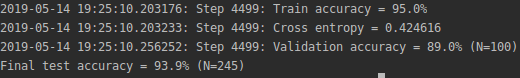 2019-05-14 19:25:10.203176: Step 4499: Train accuracy = 95.0%
2019-05-14 19:25:10.203233: Step 4499: Cross entropy = 0.424616
2019-05-14 19:25:10.256252: Step 4499: Validation accuracy = 89.0% (N=100)
Final test accuracy = 93.9% (N=245)